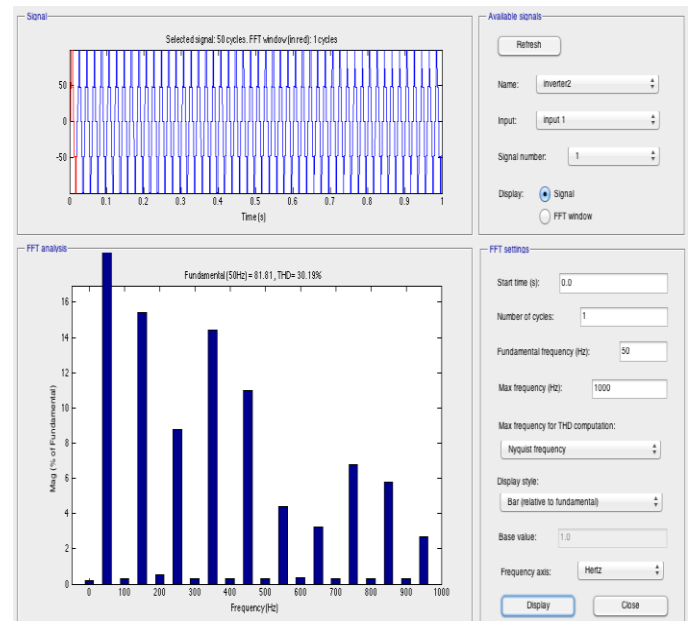 Signal
Selected signal: 50 cycles. FFT window (in red): 1 cycles
50
0
-50
0 0.1 0.2 0.3 0.4 0.5 0.6 0.7 0.8 0.9 1
Time (s)
Available signals
Refresh
Name: inverter2
Input: input 1
Signal number: 1
Display: Signal
FFT window
FFT analysis
Fundamental (50Hz) = 81.81 , THD= 30.19%
16
14
12
10
8
6
4
2
0
Mag (% of Fundamental)
0 100 200 300 400 500 600 700 800 900 1000
Frequency (Hz)
FFT settings
Start time (s): 0.0
Number of cycles: 1
Fundamental frequency (Hz): 50
Max frequency (Hz): 1000
Max frequency for THD computation:
Nyquist frequency
Display style:
Bar (relative to fundamental)
Base value: 1.0
Frequency axis: Hertz
Display Close